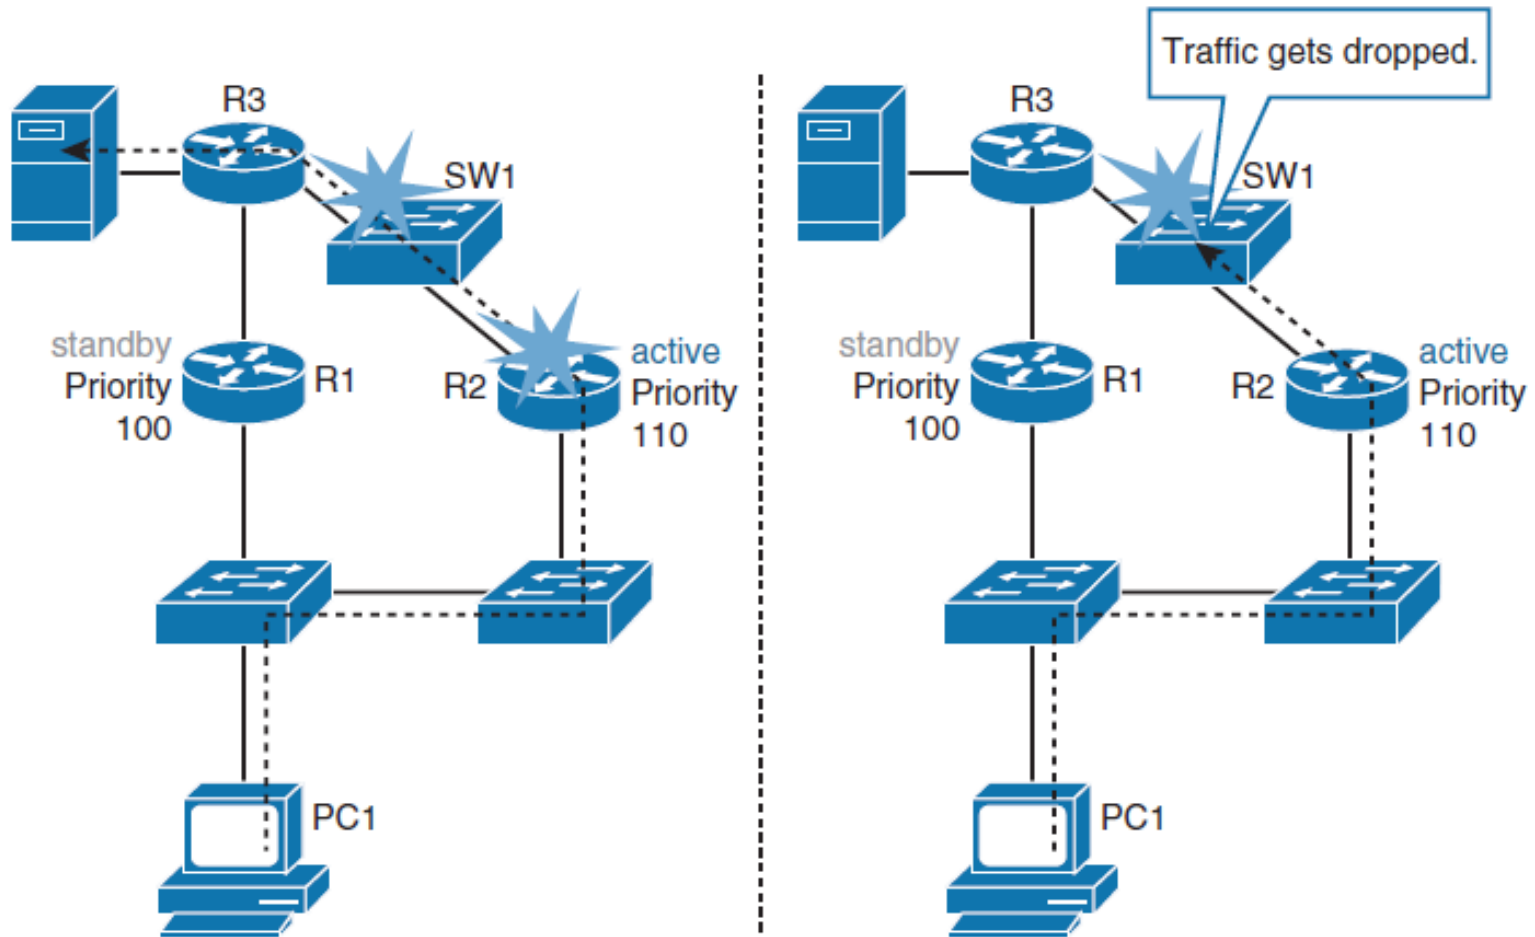 R3
SW1
standby
Priority
100
R1
R2
active
Priority
110
PC1
Traffic gets dropped.
R3
SW1
standby
Priority
100
R1
R2
active
Priority
110
PC1